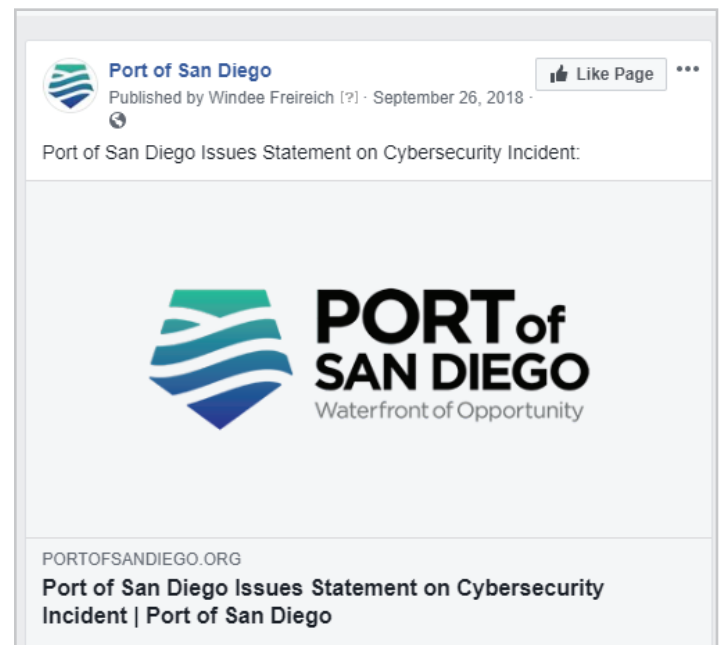 Port of San Diego
Like Page
Published by Windee Freireich [?] · September 26, 2018 ·
Port of San Diego Issues Statement on Cybersecurity Incident:
PORT of
SAN DIEGO
Waterfront of Opportunity
PORTOFSANDIEGO.ORG
Port of San Diego Issues Statement on Cybersecurity
Incident | Port of San Diego